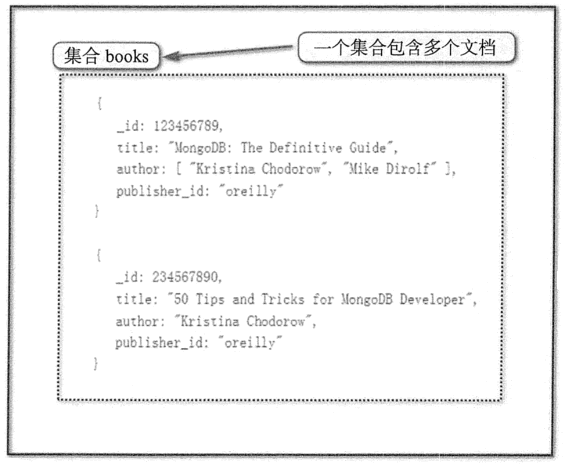 集合 books
一个集合包含多个文档
{
_id: 123456789,
title: "MongoDB: The Definitive Guide",
author: [ "Kristina Chodorow", "Mike Dirolf" ],
publisher_id: "oreilly"
}
{
_id: 234567890,
title: "50 Tips and Tricks for MongoDB Developer",
author: "Kristina Chodorow",
publisher_id: "oreilly"
}